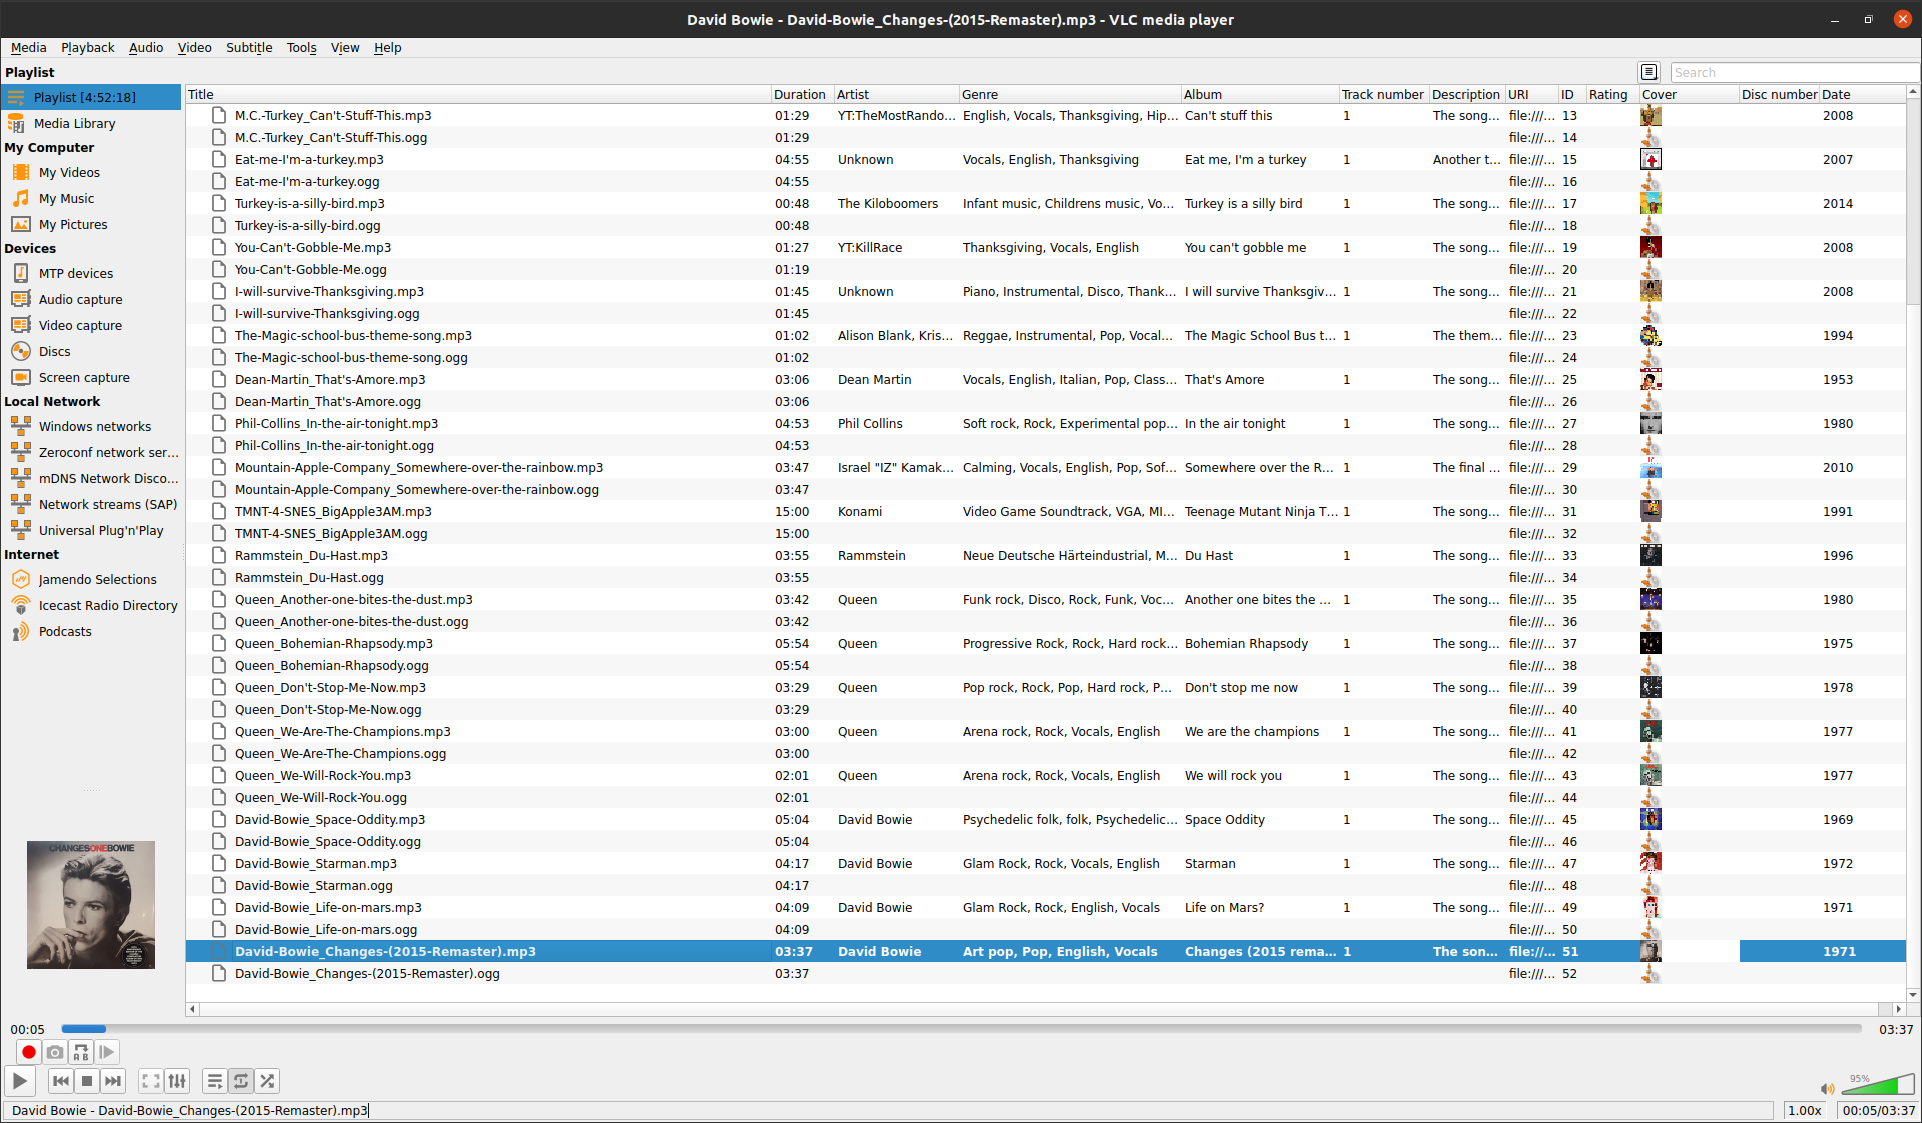 David Bowie - David-Bowie_Changes-(2015-Remaster).mp3 - VLC media player
Media Playback Audio Video Subtitle Tools View Help
Playlist
Search
Playlist [4:52:18]
Media Library
My Computer
My Videos
My Music
My Pictures
Devices
MTP devices
Audio capture
Video capture
Discs
Screen capture
Local Network
Windows networks
Zeroconf network ser...
mDNS Network Disco...
Network streams (SAP)
Universal Plug'n'Play
Internet
Jamendo Selections
Icecast Radio Directory
Podcasts
CHANGESONEBOWIE
Title Duration Artist Genre Album Track number Description URI ID Rating Cover Disc number Date
M.C.-Turkey_Can't-Stuff-This.mp3 01:29 YT:TheMostRando... English, Vocals, Thanksgiving, Hip... Can't stuff this 1 The song... file:///... 13 2008
M.C.-Turkey_Can't-Stuff-This.ogg 01:29 file:///... 14
Eat-me-I'm-a-turkey.mp3 04:55 Unknown Vocals, English, Thanksgiving Eat me, I'm a turkey 1 Another t... file:///... 15 2007
Eat-me-I'm-a-turkey.ogg 04:55 file:///... 16
Turkey-is-a-silly-bird.mp3 00:48 The Kiloboomers Infant music, Childrens music, Vo... Turkey is a silly bird 1 The song... file:///... 17 2014
Turkey-is-a-silly-bird.ogg 00:48 file:///... 18
You-Can't-Gobble-Me.mp3 01:27 YT:KillRace Thanksgiving, Vocals, English You can't gobble me 1 The song... file:///... 19 2008
You-Can't-Gobble-Me.ogg 01:19 file:///... 20
I-will-survive-Thanksgiving.mp3 01:45 Unknown Piano, Instrumental, Disco, Thank... I will survive Thanksgiv... 1 The song... file:///... 21 2008
I-will-survive-Thanksgiving.ogg 01:45 file:///... 22
The-Magic-school-bus-theme-song.mp3 01:02 Alison Blank, Kris... Reggae, Instrumental, Pop, Vocal... The Magic School Bus t... 1 The them... file:///... 23 1994
The-Magic-school-bus-theme-song.ogg 01:02 file:///... 24
Dean-Martin_That's-Amore.mp3 03:06 Dean Martin Vocals, English, Italian, Pop, Class... That's Amore 1 The song... file:///... 25 1953
Dean-Martin_That's-Amore.ogg 03:06 file:///... 26
Phil-Collins_In-the-air-tonight.mp3 04:53 Phil Collins Soft rock, Rock, Experimental pop... In the air tonight 1 The song... file:///... 27 1980
Phil-Collins_In-the-air-tonight.ogg 04:53 file:///... 28
Mountain-Apple-Company_Somewhere-over-the-rainbow.mp3 03:47 Israel "IZ" Kamak... Calming, Vocals, English, Pop, Sof... Somewhere over the R... 1 The final ... file:///... 29 2010
Mountain-Apple-Company_Somewhere-over-the-rainbow.ogg 03:47 file:///... 30
TMNT-4-SNES_BigApple3AM.mp3 15:00 Konami Video Game Soundtrack, VGA, MI... Teenage Mutant Ninja T... 1 The song... file:///... 31 1991
TMNT-4-SNES_BigApple3AM.ogg 15:00 file:///... 32
Rammstein_Du-Hast.mp3 03:55 Rammstein Neue Deutsche Härteindustrial, M... Du Hast 1 The song... file:///... 33 1996
Rammstein_Du-Hast.ogg 03:55 file:///... 34
Queen_Another-one-bites-the-dust.mp3 03:42 Queen Funk rock, Disco, Rock, Funk, Voc... Another one bites the ... 1 The song... file:///... 35 1980
Queen_Another-one-bites-the-dust.ogg 03:42 file:///... 36
Queen_Bohemian-Rhapsody.mp3 05:54 Queen Progressive Rock, Rock, Hard rock... Bohemian Rhapsody 1 The song... file:///... 37 1975
Queen_Bohemian-Rhapsody.ogg 05:54 file:///... 38
Queen_Don't-Stop-Me-Now.mp3 03:29 Queen Pop rock, Rock, Pop, Hard rock, P... Don't stop me now 1 The song... file:///... 39 1978
Queen_Don't-Stop-Me-Now.ogg 03:29 file:///... 40
Queen_We-Are-The-Champions.mp3 03:00 Queen Arena rock, Rock, Vocals, English We are the champions 1 The song... file:///... 41 1977
Queen_We-Are-The-Champions.ogg 03:00 file:///... 42
Queen_We-Will-Rock-You.mp3 02:01 Queen Arena rock, Rock, Vocals, English We will rock you 1 The song... file:///... 43 1977
Queen_We-Will-Rock-You.ogg 02:01 file:///... 44
David-Bowie_Space-Oddity.mp3 05:04 David Bowie Psychedelic folk, folk, Psychedelic... Space Oddity 1 The song... file:///... 45 1969
David-Bowie_Space-Oddity.ogg 05:04 file:///... 46
David-Bowie_Starman.mp3 04:17 David Bowie Glam Rock, Rock, Vocals, English Starman 1 The song... file:///... 47 1972
David-Bowie_Starman.ogg 04:17 file:///... 48
David-Bowie_Life-on-mars.mp3 04:09 David Bowie Glam Rock, Rock, English, Vocals Life on Mars? 1 The song... file:///... 49 1971
David-Bowie_Life-on-mars.ogg 04:09 file:///... 50
David-Bowie_Changes-(2015-Remaster).mp3 03:37 David Bowie Art pop, Pop, English, Vocals Changes (2015 rema... 1 The son... file://... 51 1971
David-Bowie_Changes-(2015-Remaster).ogg 03:37 file:///... 52
00:05 03:37
A B
95%
David Bowie - David-Bowie_Changes-(2015-Remaster).mp3 1.00x 00:05/03:37